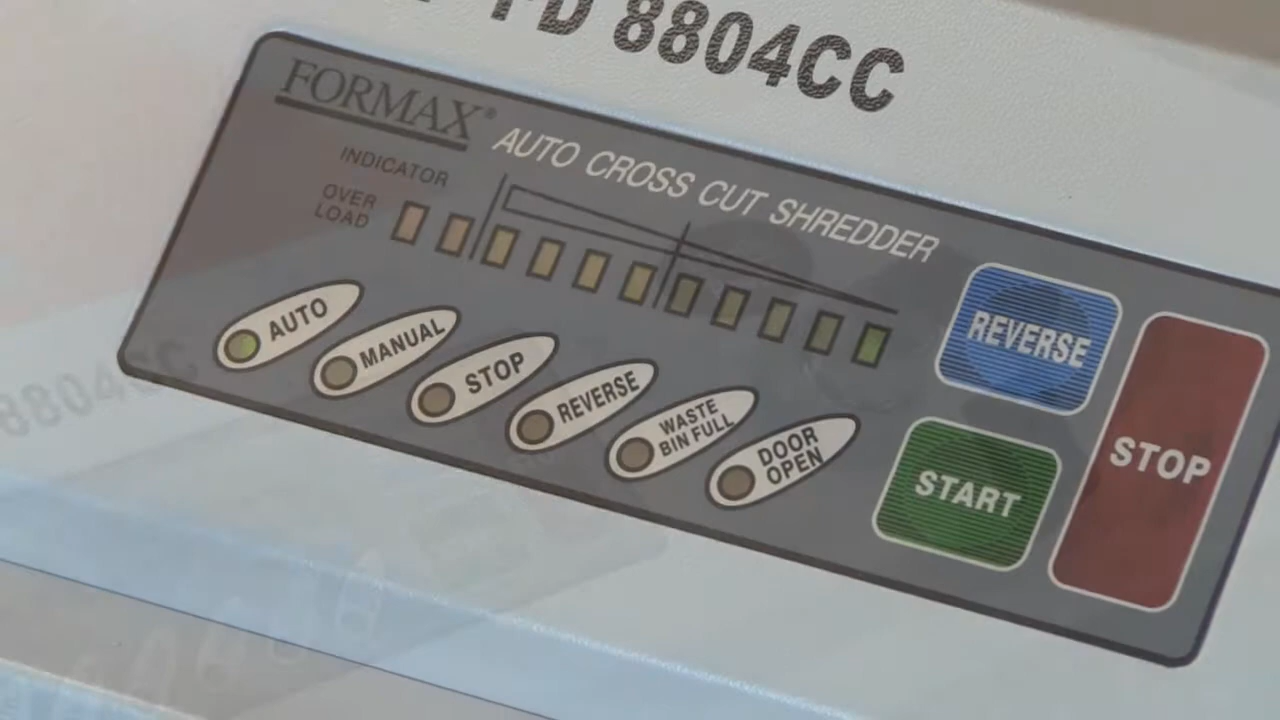 FD 8804CC
FORMAX®
AUTO CROSS CUT SHREDDER
INDICATOR
OVER
LOAD
AUTO
MANUAL
STOP
REVERSE
WASTE
BIN FULL
DOOR
OPEN
REVERSE
START
STOP
8804CC